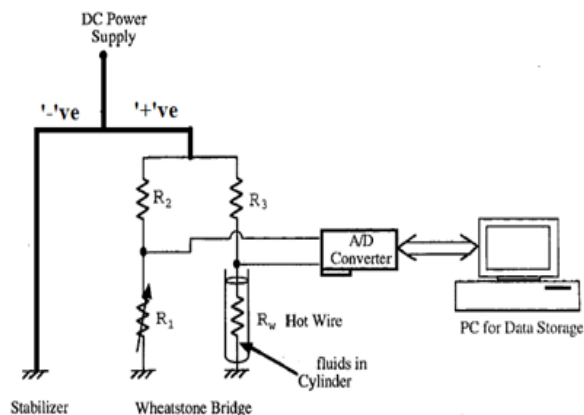 DC Power
Supply
'-'ve
'+'ve
R2
R3
A/D
Converter
R1
Rw Hot Wire
PC for Data Storage
fluids in
Cylinder
Stabilizer
Wheatstone Bridge